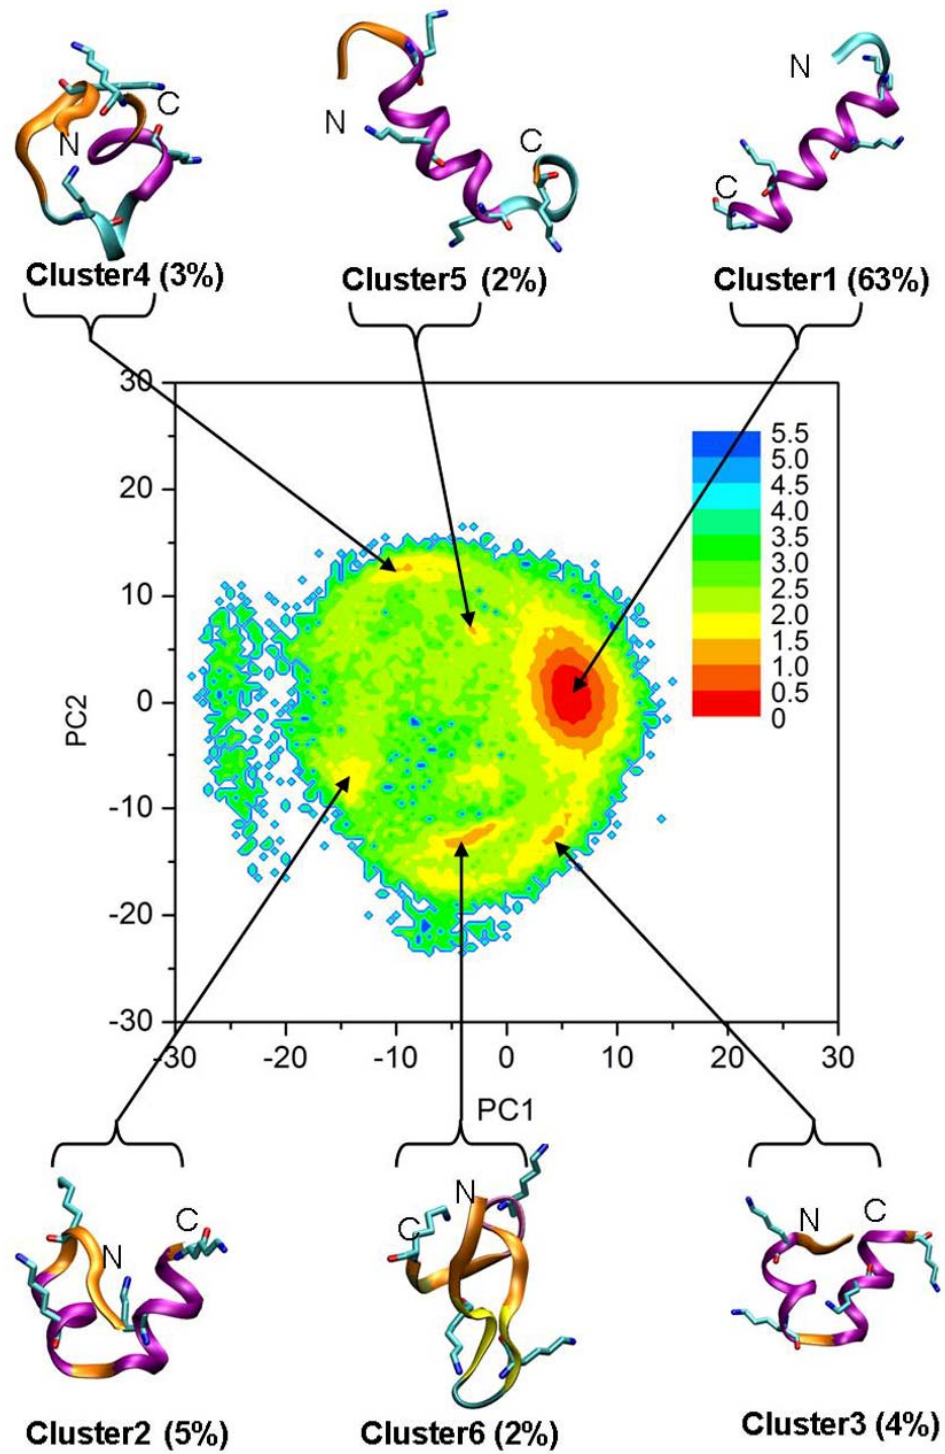 N
C
N
C
N
C
Cluster4 (3%)
Cluster5 (2%)
Cluster1 (63%)
30
20
10
0
-10
-20
-30
PC2
5.5
5.0
4.5
4.0
3.5
3.0
2.5
2.0
1.5
1.0
0.5
0
-30
-20
-10
0
10
20
30
PC1
N
C
N
C
N
C
Cluster2 (5%)
Cluster6 (2%)
Cluster3 (4%)